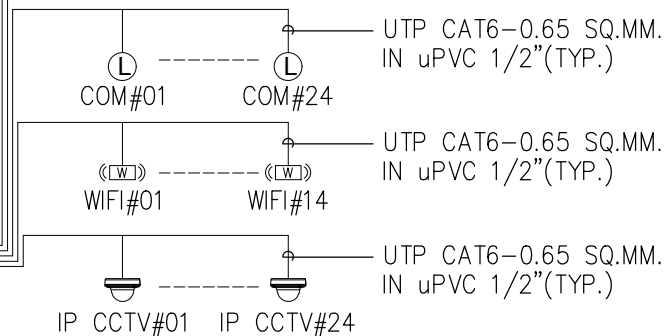 UTP CAT6-0.65 SQ.MM.
IN uPVC 1/2"(TYP.)
L L
COM#01 COM#24
UTP CAT6-0.65 SQ.MM.
IN uPVC 1/2"(TYP.)
W W
WIFI#01 WIFI#14
UTP CAT6-0.65 SQ.MM.
IN uPVC 1/2"(TYP.)
IP CCTV#01 IP CCTV#24